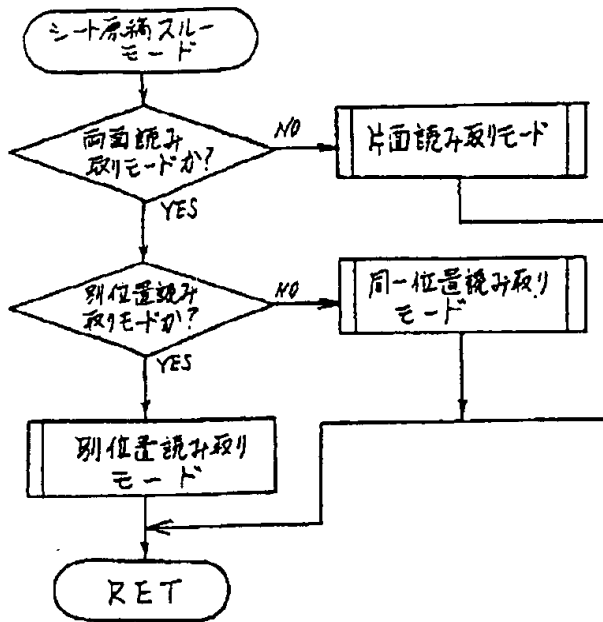 シート原稿スルー
モード
両面読み
取りモードか?
NO
片面読み取りモード
YES
別位置読み
取りモードか?
NO
同一位置読み取り
モード
YES
別位置読み取り
モード
RET